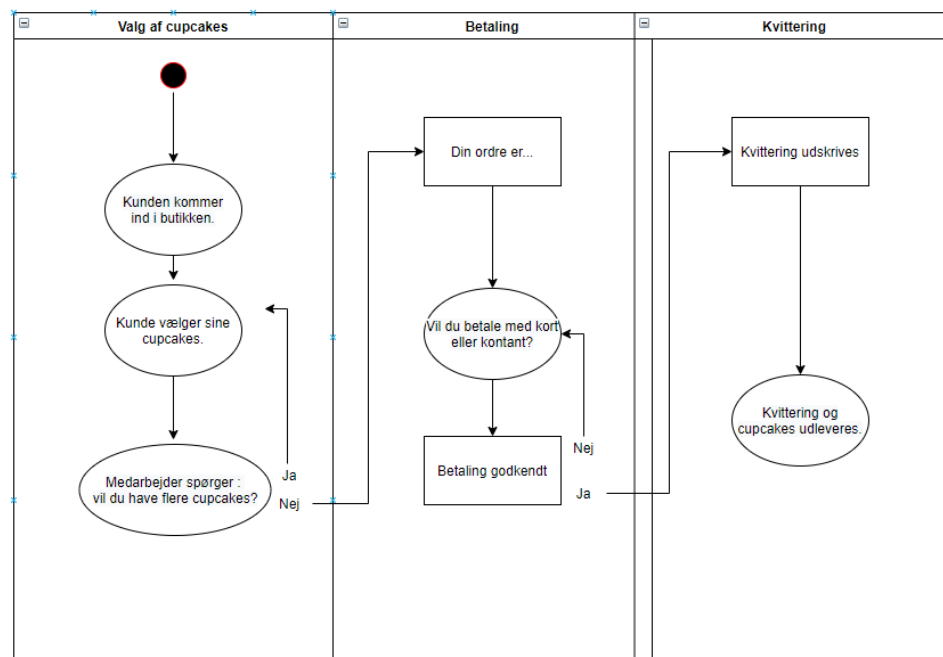 Valg af cupcakes
Betaling
Kvittering
Kunden kommer
ind i butikken.
Kunde vælger sine
cupcakes.
Medarbejder spørger :
vil du have flere cupcakes?
Ja
Nej
Din ordre er...
Vil du betale med kort
eller kontant?
Betaling godkendt
Nej
Ja
Kvittering udskrives
Kvittering og
cupcakes udleveres.